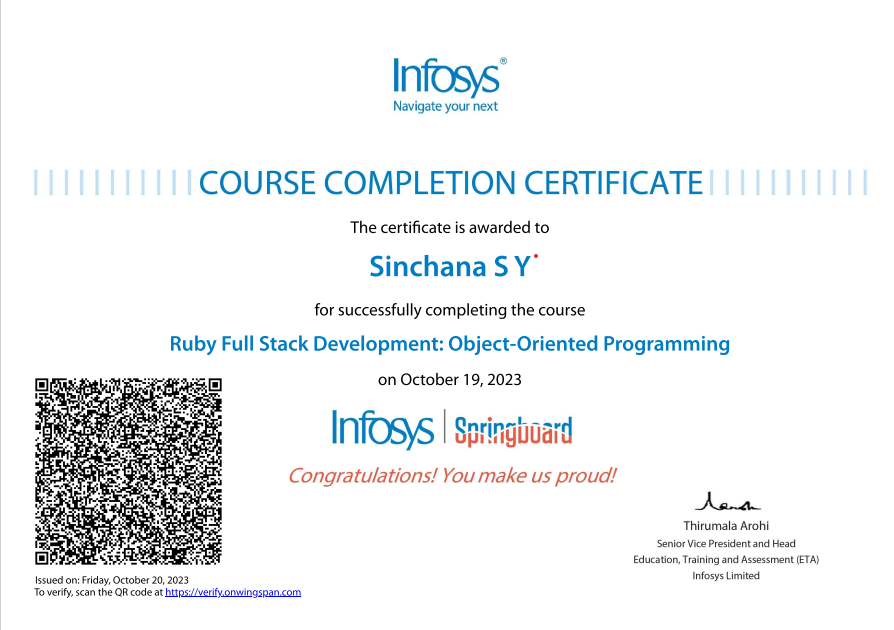 Infosys®
Navigate your next
COURSE COMPLETION CERTIFICATE
The certificate is awarded to
Sinchana S Y
for successfully completing the course
Ruby Full Stack Development: Object-Oriented Programming
on October 19, 2023
Infosys | Springboard
Congratulations! You make us proud!
Thirumala Arohi
Senior Vice President and Head
Education, Training and Assessment (ETA)
Infosys Limited
Issued on: Friday, October 20, 2023
To verify, scan the QR code at https://verify.onwingspan.com